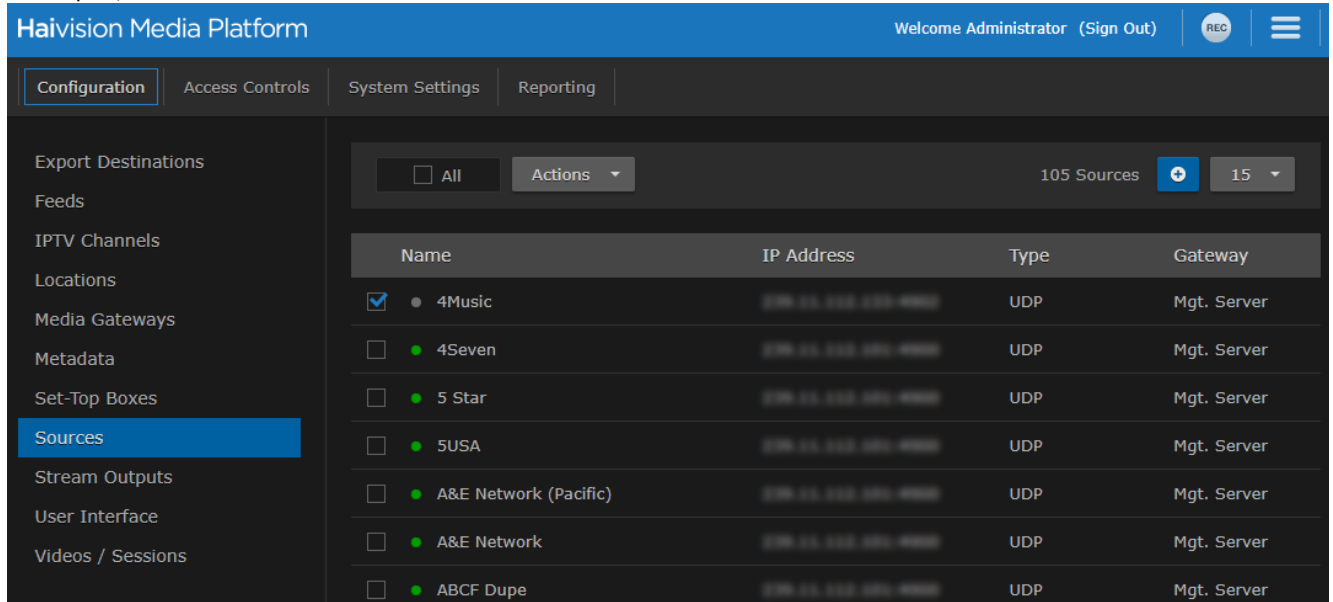 Haivision Media Platform
Welcome Administrator (Sign Out)
REC
Configuration
Access Controls
System Settings
Reporting
Export Destinations
Feeds
IPTV Channels
Locations
Media Gateways
Metadata
Set-Top Boxes
Sources
Stream Outputs
User Interface
Videos / Sessions
All
Actions
105 Sources
15
Name IP Address Type Gateway
4Music UDP Mgt. Server
4Seven UDP Mgt. Server
5 Star UDP Mgt. Server
5USA UDP Mgt. Server
A&E Network (Pacific) UDP Mgt. Server
A&E Network UDP Mgt. Server
ABCF Dupe UDP Mgt. Server